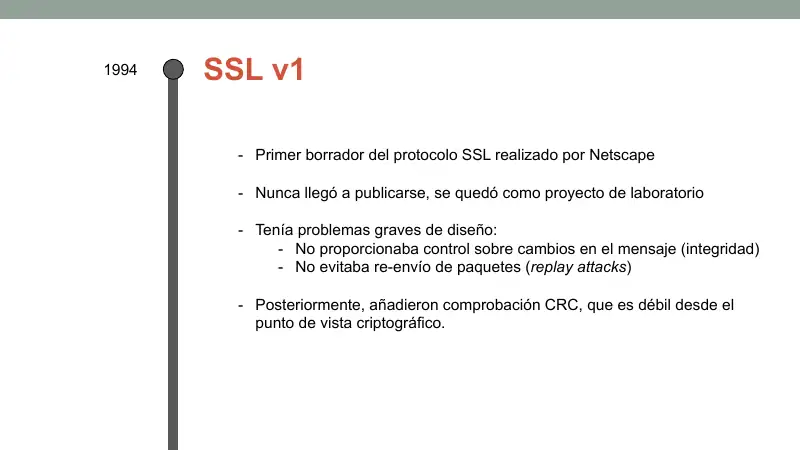 1994
SSL v1
- Primer borrador del protocolo SSL realizado por Netscape
- Nunca llegó a publicarse, se quedó como proyecto de laboratorio
- Tenía problemas graves de diseño:
- No proporcionaba control sobre cambios en el mensaje (integridad)
- No evitaba re-envío de paquetes (replay attacks)
- Posteriormente, añadieron comprobación CRC, que es débil desde el
punto de vista criptográfico.